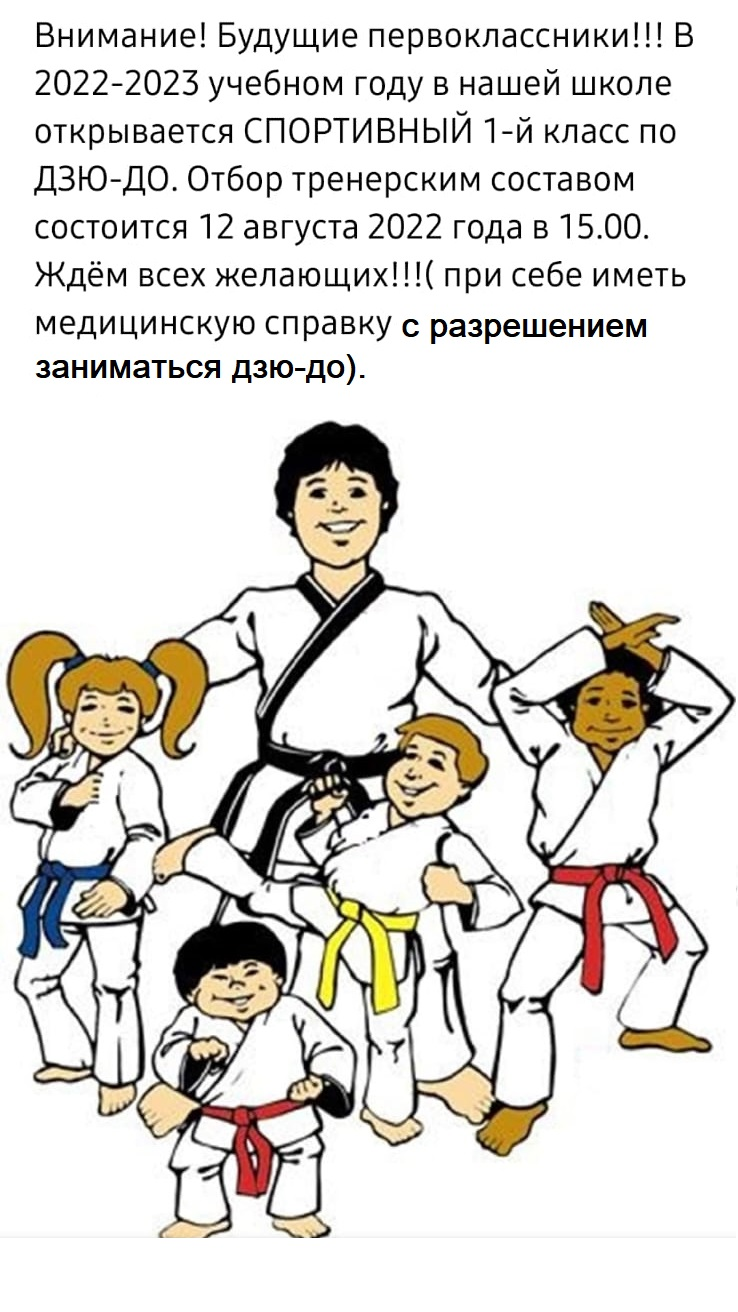 Внимание! Будущие первоклассники!!! В
2022-2023 учебном году в нашей школе
открывается СПОРТИВНЫЙ 1-й класс по
ДЗЮ-ДО. Отбор тренерским составом
состоится 12 августа 2022 года в 15.00.
Ждём всех желающих!!!( при себе иметь
медицинскую справку с разрешением
заниматься дзю-до).